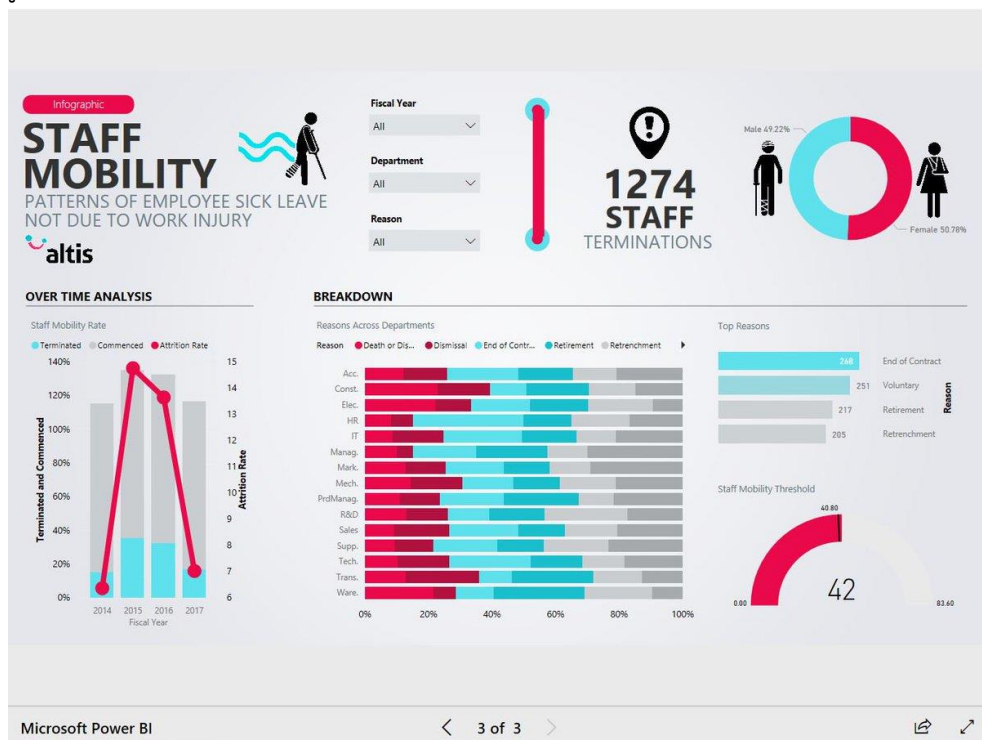 Infographic
STAFF
MOBILITY
PATTERNS OF EMPLOYEE SICK LEAVE
NOT DUE TO WORK INJURY
altis
Fiscal Year
All
Department
All
Reason
All
1274
STAFF
TERMINATIONS
Male 49.22%
Female 50.78%
OVER TIME ANALYSIS
Staff Mobility Rate
Terminated Commenced Attrition Rate
140%
120%
100%
80%
60%
40%
20%
0%
Terminated and Commenced
15
14
13
12
11
10
9
8
7
6
Attrition Rate
2014 2015 2016 2017
Fiscal Year
BREAKDOWN
Reasons Across Departments
Reason Death or Dis... Dismissal End of Contr... Retirement Retrenchment
Acc.
Const.
Elec.
HR
IT
Manag.
Mark.
Mech.
PrdManag.
R&D
Sales
Supp.
Tech.
Trans.
Ware.
0% 20% 40% 60% 80% 100%
Top Reasons
268 End of Contract
251 Voluntary
217 Retirement
205 Retrenchment
Reason
Staff Mobility Threshold
40.80
42
0.00
83.60
Microsoft Power BI
3 of 3